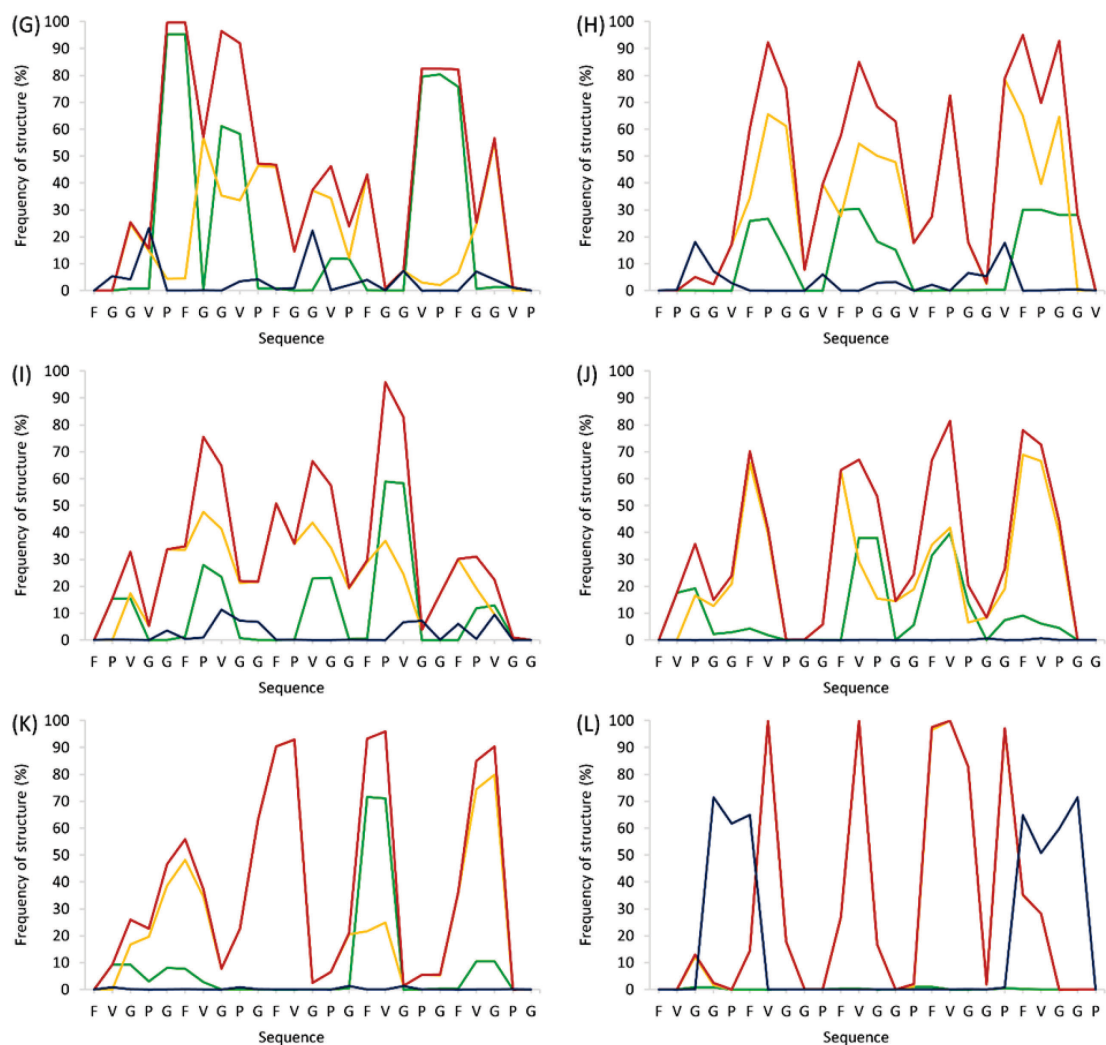 (G)
Frequency of structure (%)
100
90
80
70
60
50
40
30
20
10
0
F G G V P F G G V P F G G V P F G G V P F G G V P
Sequence
(H)
Frequency of structure (%)
100
90
80
70
60
50
40
30
20
10
0
F P G G V F P G G V F P G G V F P G G V F P G G V
Sequence
(I)
Frequency of structure (%)
100
90
80
70
60
50
40
30
20
10
0
F P V G G F P V G G F P V G G F P V G G F P V G G
Sequence
(J)
Frequency of structure (%)
100
90
80
70
60
50
40
30
20
10
0
F V P G G F V P G G F V P G G F V P G G F V P G G
Sequence
(K)
Frequency of structure (%)
100
90
80
70
60
50
40
30
20
10
0
F V G P G F V G P G F V G P G F V G P G F V G P G
Sequence
(L)
Frequency of structure (%)
100
90
80
70
60
50
40
30
20
10
0
F V G G P F V G G P F V G G P F V G G P F V G G P
Sequence